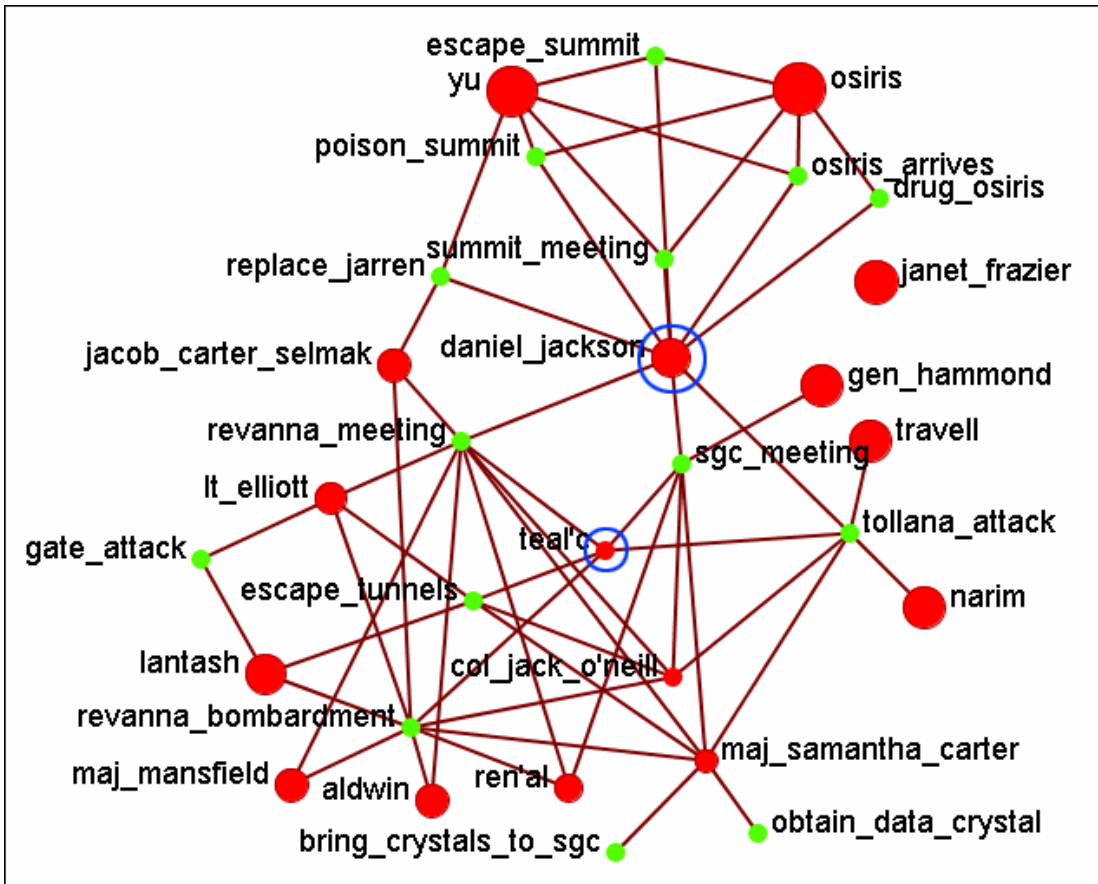 escape_summit
yu
osiris
poison_summit
osiris_arrives
drug_osiris
summit_meeting
replace_jarren
janet_frazier
daniel_jackson
jacob_carter_selmak
gen_hammond
revanna_meeting
travell
sgc_meeting
lt_elliott
tollana_attack
teal'c
gate_attack
escape_tunnels
narim
lantash
col_jack_o'neill
revanna_bombardment
maj_samantha_carter
maj_mansfield
aldwin
ren'al
obtain_data_crystal
bring_crystals_to_sgc